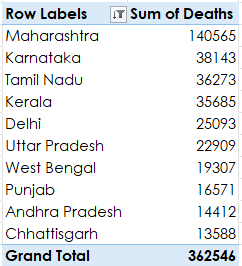 Row Labels Sum of Deaths
Maharashtra 140565
Karnataka 38143
Tamil Nadu 36273
Kerala 35685
Delhi 25093
Uttar Pradesh 22909
West Bengal 19307
Punjab 16571
Andhra Pradesh 14412
Chhattisgarh 13588
Grand Total 362546